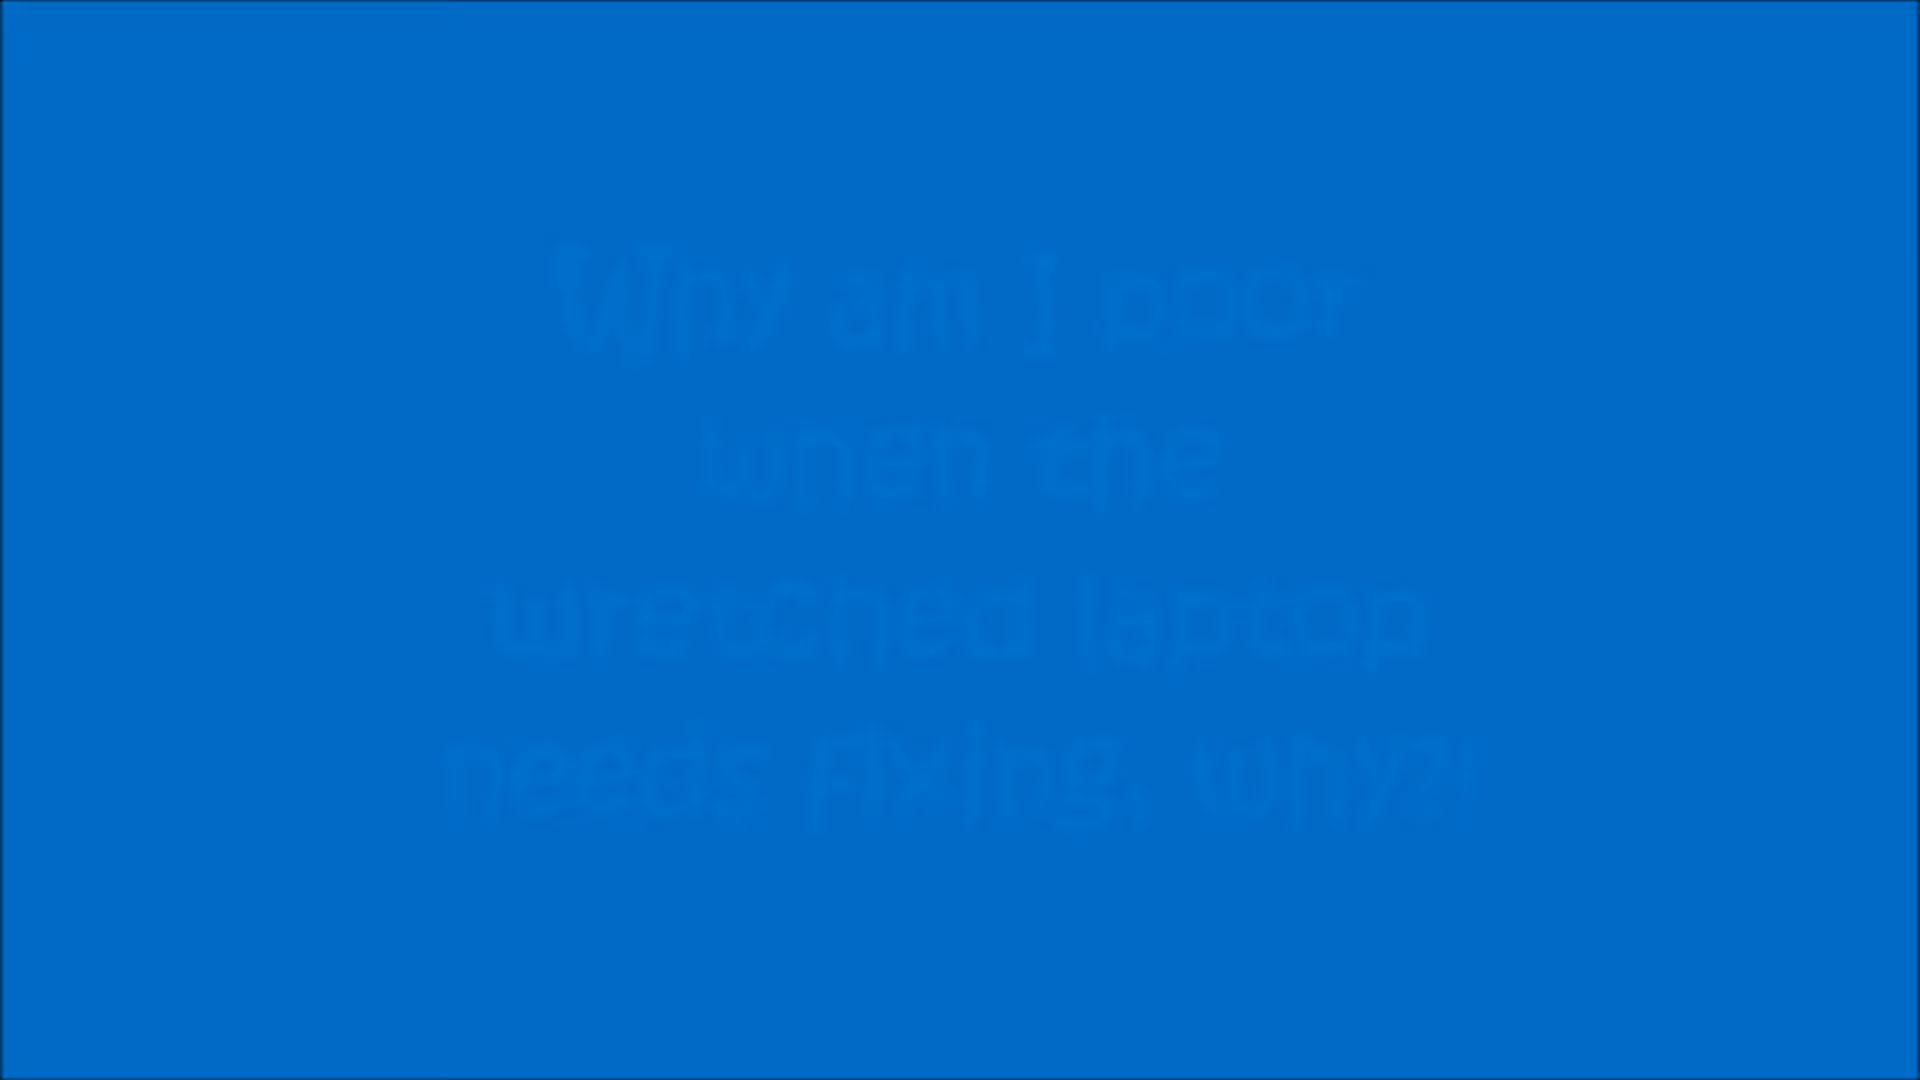 Why am I poor
when the
wretched laptop
needs fixing, why?!